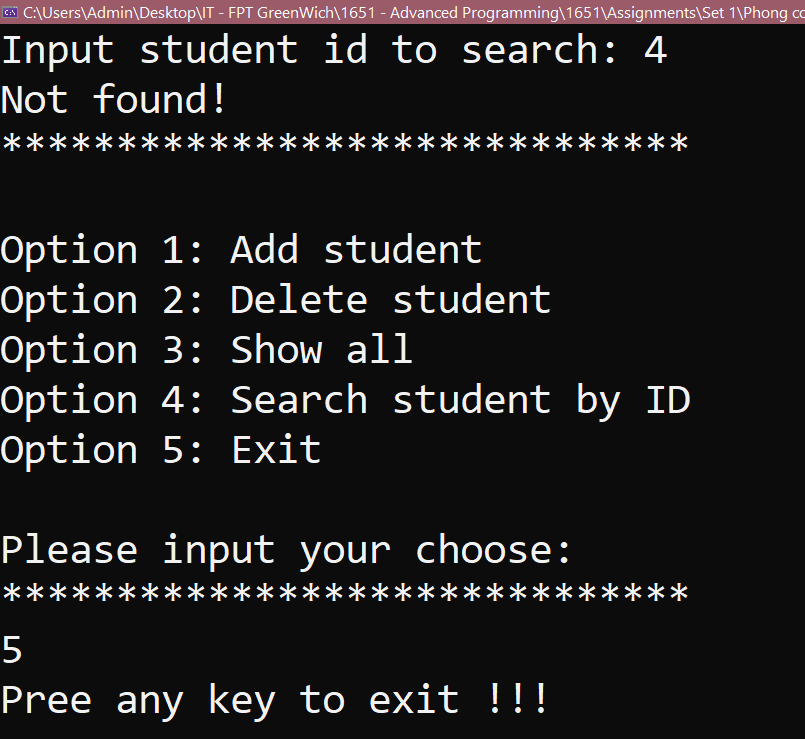 C:\Users\Admin\Desktop\IT - FPT GreenWich\1651 - Advanced Programming\1651\Assignments\Set 1\Phong
Input student id to search: 4
Not found!
******************************
Option 1: Add student
Option 2: Delete student
Option 3: Show all
Option 4: Search student by ID
Option 5: Exit
Please input your choose:
******************************
5
Pree any key to exit !!!